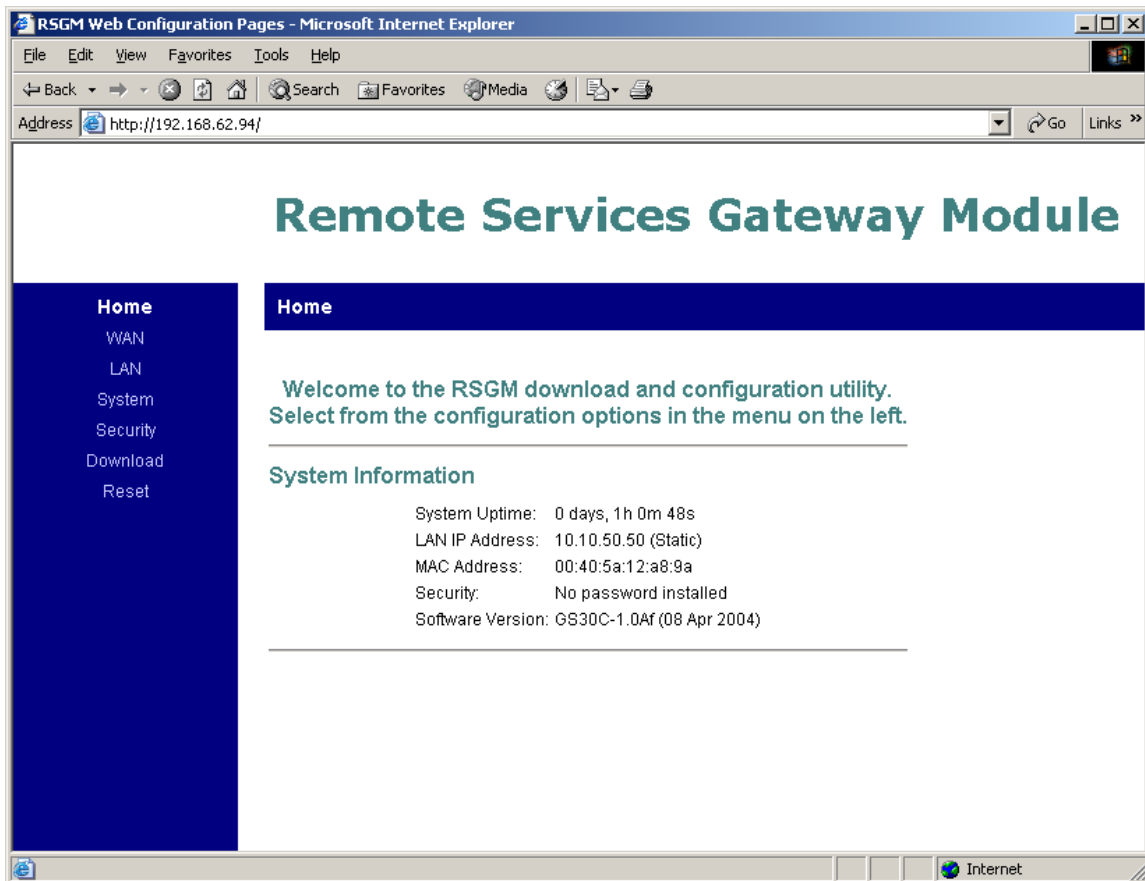 RSGM Web Configuration Pages - Microsoft Internet Explorer
File Edit View Favorites Tools Help
Back Search Favorites Media
Address http://192.168.62.94/ Go Links »
Remote Services Gateway Module
Home
WAN
LAN
System
Security
Download
Reset
Home
Welcome to the RSGM download and configuration utility.
Select from the configuration options in the menu on the left.
System Information
System Uptime: 0 days, 1h 0m 48s
LAN IP Address: 10.10.50.50 (Static)
MAC Address: 00:40:5a:12:a8:9a
Security: No password installed
Software Version: GS30C-1.0Af (08 Apr 2004)
Internet